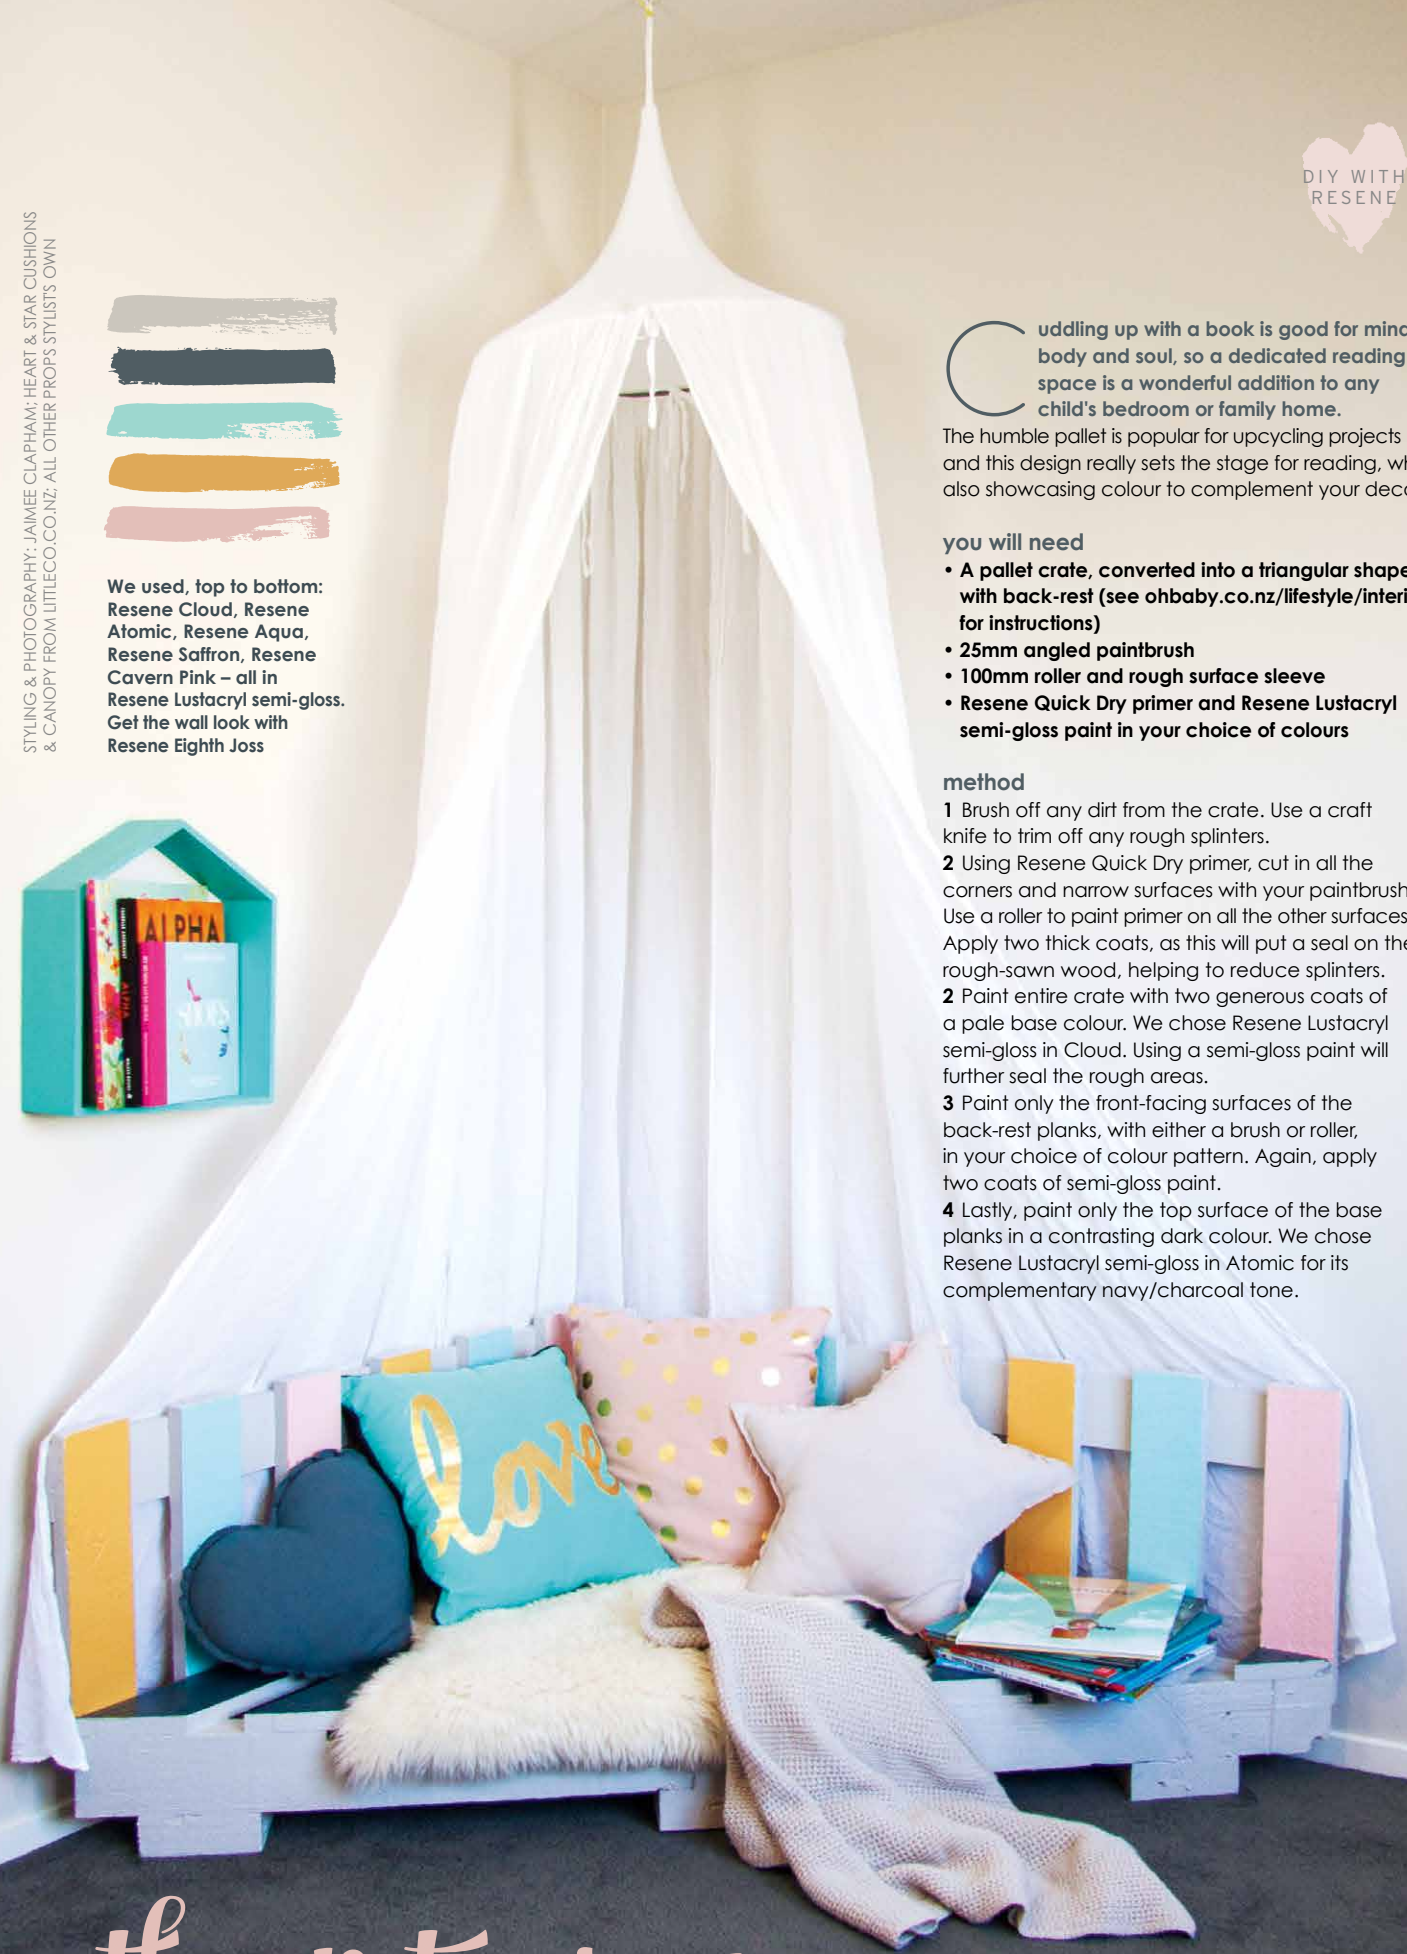 DIY WITH
RESENE
STYLING & PHOTOGRAPHY: JAIMEE CLAPHAM; HEART & STAR CUSHIONS
& CANOPY FROM LITTLECO.CO.NZ; ALL OTHER PROPS STYLIST'S OWN
We used, top to bottom:
Resene Cloud, Resene
Atomic, Resene Aqua,
Resene Saffron, Resene
Cavern Pink – all in
Resene Lustacryl semi-gloss.
Get the wall look with
Resene Eighth Joss
Cuddling up with a book is good for mind
body and soul, so a dedicated reading
space is a wonderful addition to any
child's bedroom or family home.
The humble pallet is popular for upcycling projects
and this design really sets the stage for reading, wh
also showcasing colour to complement your deco
you will need
• A pallet crate, converted into a triangular shape
with back-rest (see ohbaby.co.nz/lifestyle/interi
for instructions)
• 25mm angled paintbrush
• 100mm roller and rough surface sleeve
• Resene Quick Dry primer and Resene Lustacryl
semi-gloss paint in your choice of colours
method
1 Brush off any dirt from the crate. Use a craft
knife to trim off any rough splinters.
2 Using Resene Quick Dry primer, cut in all the
corners and narrow surfaces with your paintbrush
Use a roller to paint primer on all the other surfaces
Apply two thick coats, as this will put a seal on the
rough-sawn wood, helping to reduce splinters.
2 Paint entire crate with two generous coats of
a pale base colour. We chose Resene Lustacryl
semi-gloss in Cloud. Using a semi-gloss paint will
further seal the rough areas.
3 Paint only the front-facing surfaces of the
back-rest planks, with either a brush or roller,
in your choice of colour pattern. Again, apply
two coats of semi-gloss paint.
4 Lastly, paint only the top surface of the base
planks in a contrasting dark colour. We chose
Resene Lustacryl semi-gloss in Atomic for its
complementary navy/charcoal tone.
ALPHA
ALPHA
SHOES
love